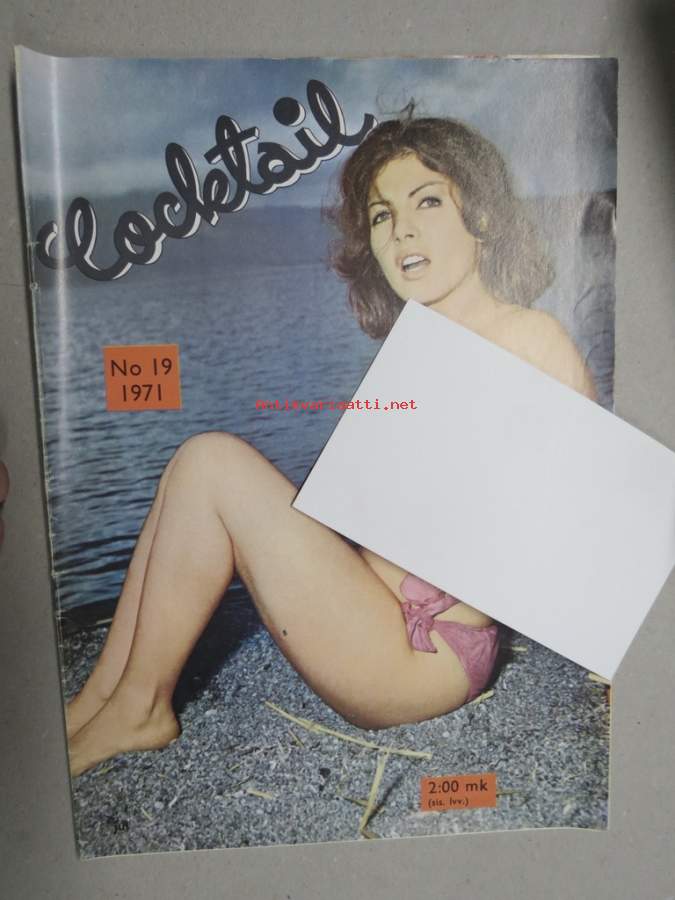 Cocktail
No 19
1971
antikvariaatti.net
2:00 mk
(sis. lvv.)